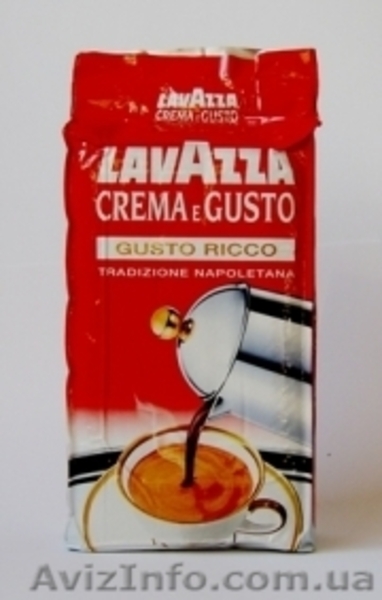 LAVAZZA
CREMA E GUSTO
LAVAZZA
CREMA E GUSTO
GUSTO RICCO
TRADIZIONE NAPOLETANA
AvizInfo.com.ua